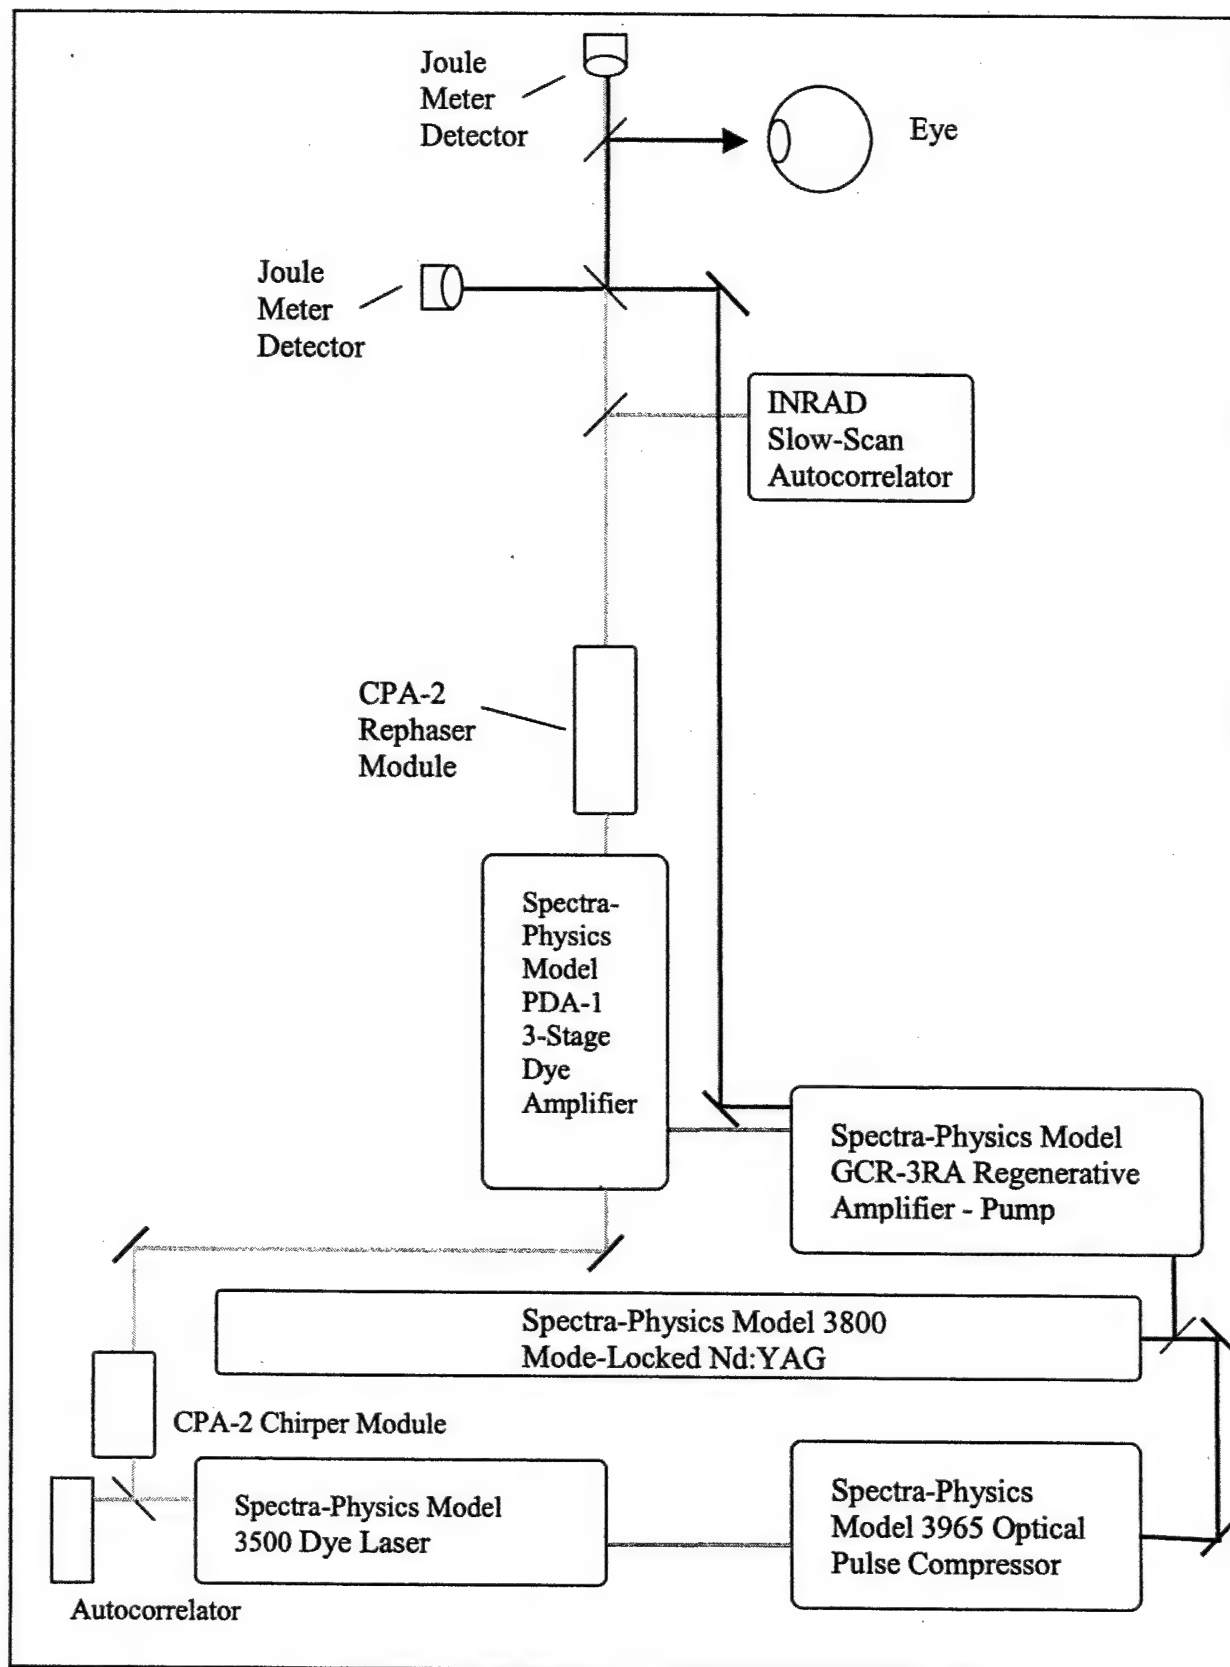 Joule
Meter
Detector
Eye
Joule
Meter
Detector
INRAD
Slow-Scan
Autocorrelator
CPA-2
Rephaser
Module
Spectra-
Physics
Model
PDA-1
3-Stage
Dye
Amplifier
Spectra-Physics Model
GCR-3RA Regenerative
Amplifier - Pump
Spectra-Physics Model 3800
Mode-Locked Nd:YAG
CPA-2 Chirper Module
Spectra-Physics Model
3500 Dye Laser
Spectra-Physics
Model 3965 Optical
Pulse Compressor
Autocorrelator